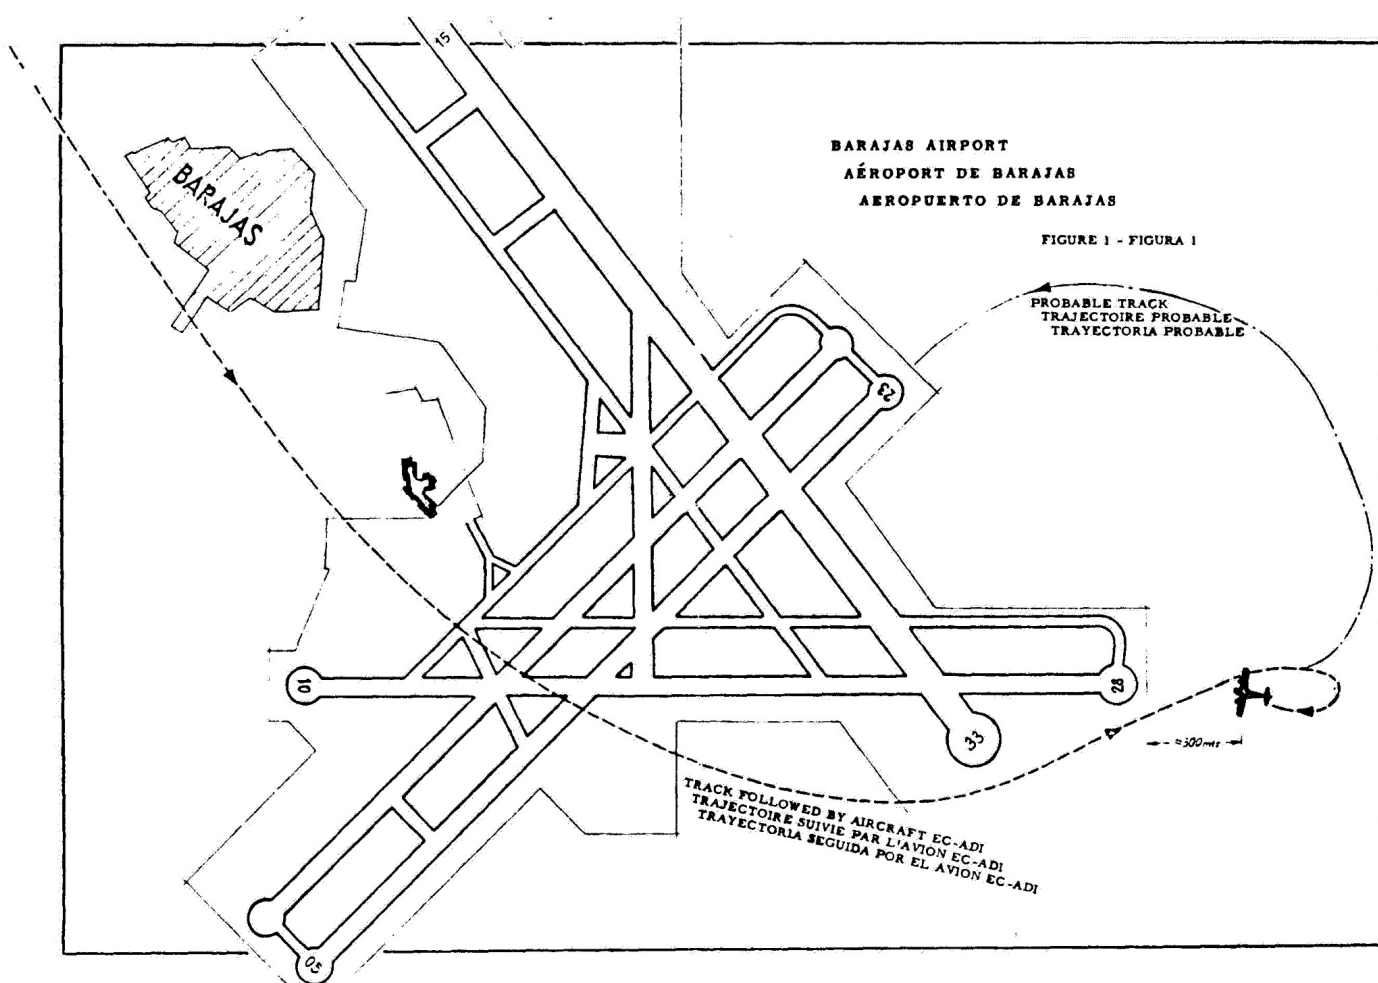 15
BARAJAS AIRPORT
AÉROPORT DE BARAJAS
AEROPUERTO DE BARAJAS
BARAJAS
FIGURE 1 - FIGURA 1
PROBABLE TRACK
TRAJECTOIRE PROBABLE
TRAYECTORIA PROBABLE
23
10
28
33
≈500mts
TRACK FOLLOWED BY AIRCRAFT EC-ADI
TRAJECTOIRE SUIVIE PAR L'AVION EC-ADI
TRAYECTORIA SEGUIDA POR EL AVION EC-ADI
05